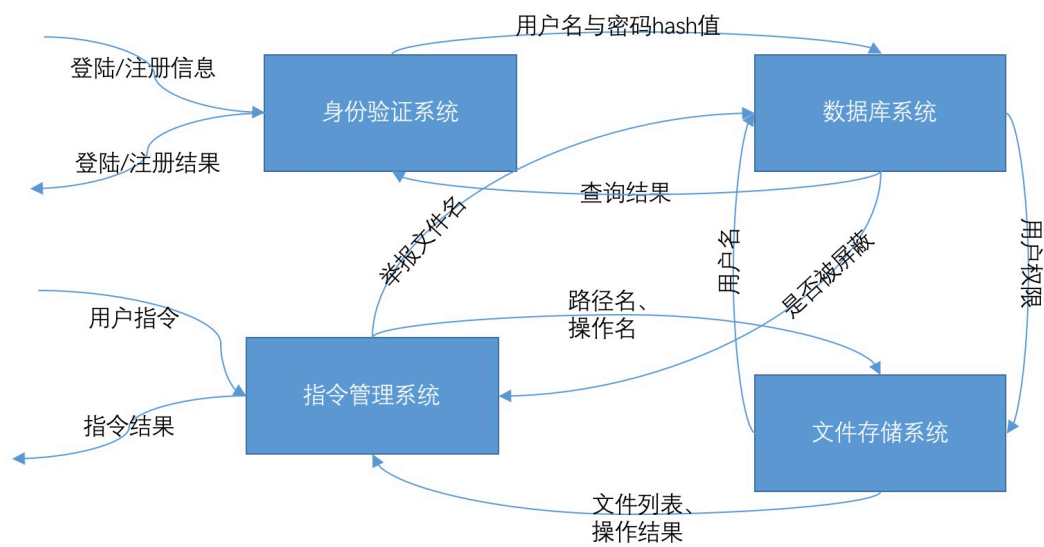 用户名与密码hash值
登陆/注册信息
身份验证系统
数据库系统
登陆/注册结果
查询结果
举报文件名
用户名
是否被屏蔽
用户权限
路径名、
操作名
用户指令
指令管理系统
指令结果
文件存储系统
文件列表、
操作结果